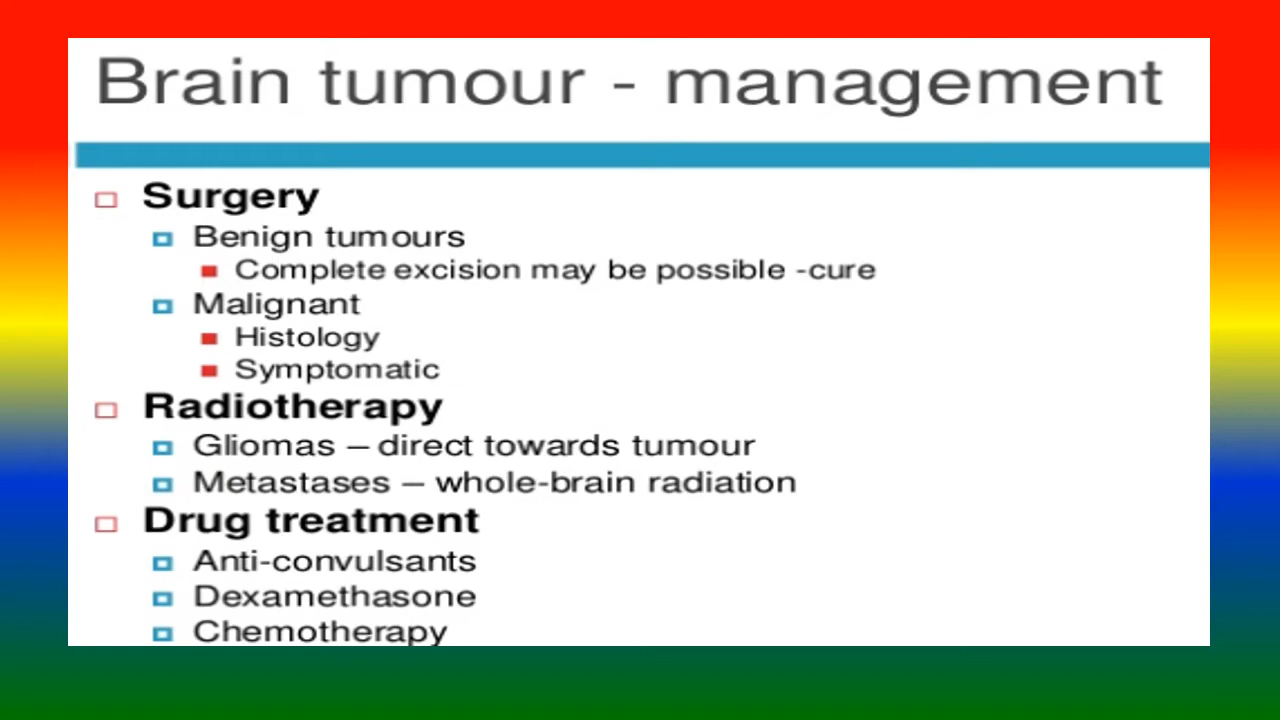 Brain tumour - management
Surgery
Benign tumours
Complete excision may be possible -cure
Malignant
Histology
Symptomatic
Radiotherapy
Gliomas – direct towards tumour
Metastases – whole-brain radiation
Drug treatment
Anti-convulsants
Dexamethasone
Chemotherapy